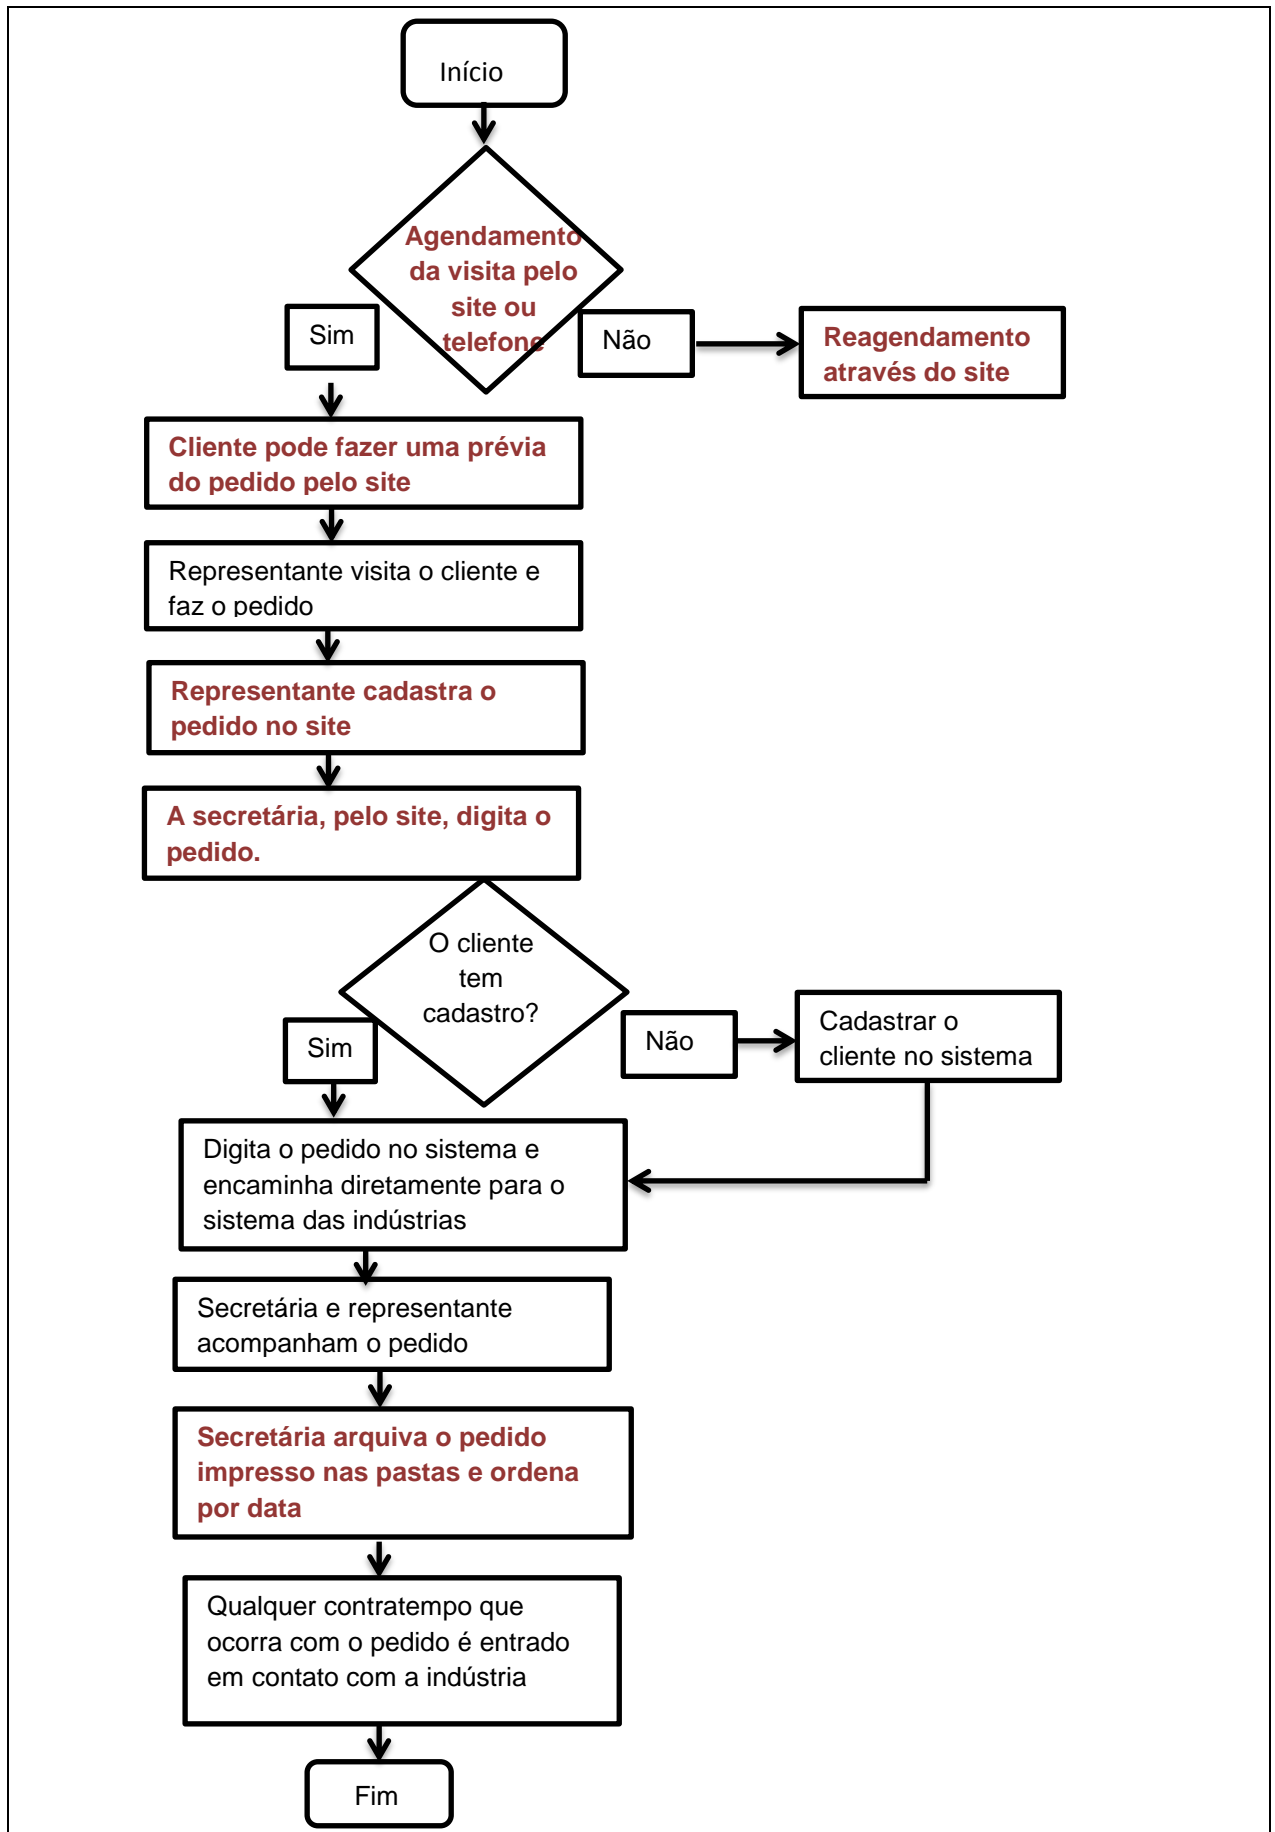 Início
Agendamento
da visita pelo
site ou
telefone
Sim
Não
Reagendamento
através do site
Cliente pode fazer uma prévia
do pedido pelo site
Representante visita o cliente e
faz o pedido
Representante cadastra o
pedido no site
A secretária, pelo site, digita o
pedido.
O cliente
tem
cadastro?
Sim
Não
Cadastrar o
cliente no sistema
Digita o pedido no sistema e
encaminha diretamente para o
sistema das indústrias
Secretária e representante
acompanham o pedido
Secretária arquiva o pedido
impresso nas pastas e ordena
por data
Qualquer contratempo que
ocorra com o pedido é entrado
em contato com a indústria
Fim